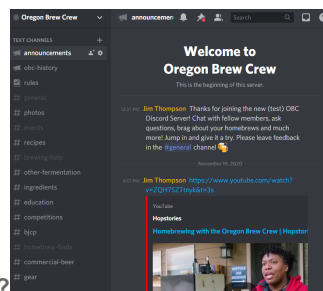 Oregon Brew Crew
announcemen
Search
TEXT CHANNELS
announcements
obc-history
rules
general
photos
events
recipes
brewing-help
other-fermentation
ingredients
education
competitions
bjcp
hometown-finds
commercial-beer
gear
Welcome to
Oregon Brew Crew
This is the beginning of this server.
Jim Thompson Thanks for joining the new (test) OBC
Discord Server! Chat with fellow members, ask
questions, brag about your homebrews and much
more! Jump in and give it a try. Please leave feedback
in the #general channel
November 19, 2020
Jim Thompson https://www.youtube.com/watch?
YouTube
Hopstories
Homebrewing with the Oregon Brew Crew | Hopstori
?